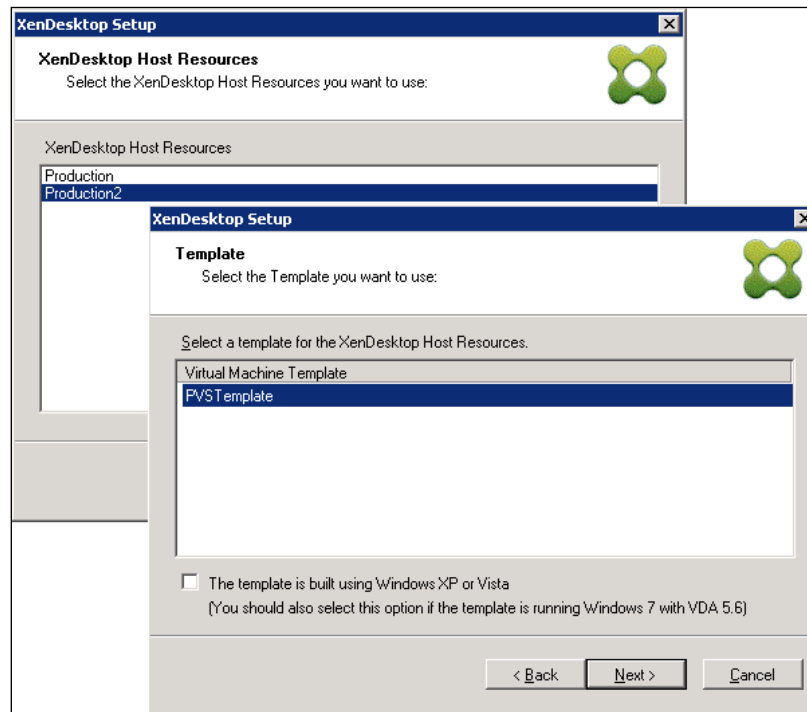 XenDesktop Setup
XenDesktop Host Resources
Select the XenDesktop Host Resources you want to use:
XenDesktop Host Resources
Production
Production2
XenDesktop Setup
Template
Select the Template you want to use:
Select a template for the XenDesktop Host Resources.
Virtual Machine Template
PVSTemplate
The template is built using Windows XP or Vista
(You should also select this option if the template is running Windows 7 with VDA 5.6)
< Back Next > Cancel